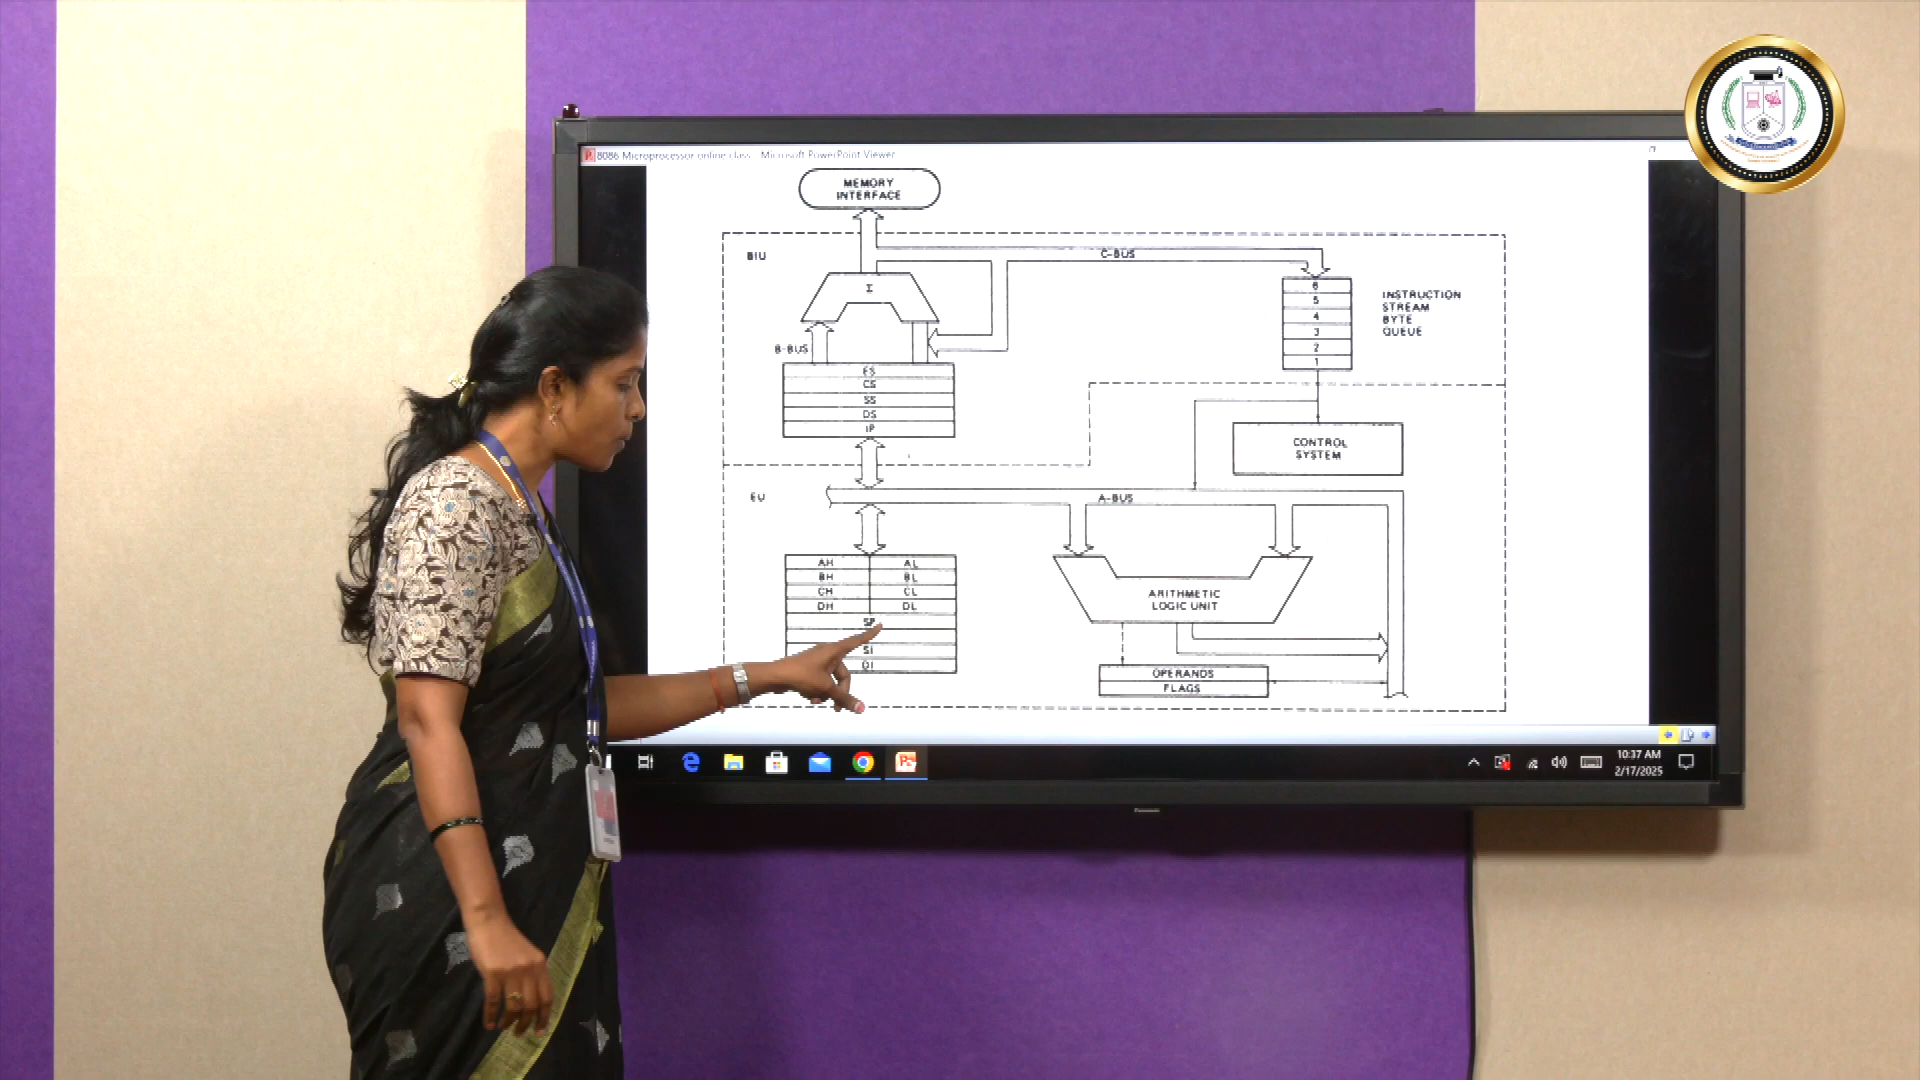 8086 Microprocessor online class - Microsoft PowerPoint Viewer
MEMORY
INTERFACE
BIU
C-BUS
Σ
B-BUS
6
5
4
3
2
1
INSTRUCTION
STREAM
BYTE
QUEUE
ES
CS
SS
DS
IP
CONTROL
SYSTEM
EU
A-BUS
AH AL
BH BL
CH CL
DH DL
SP
SI
DI
ARITHMETIC
LOGIC UNIT
OPERANDS
FLAGS
10:37 AM
2/17/2025